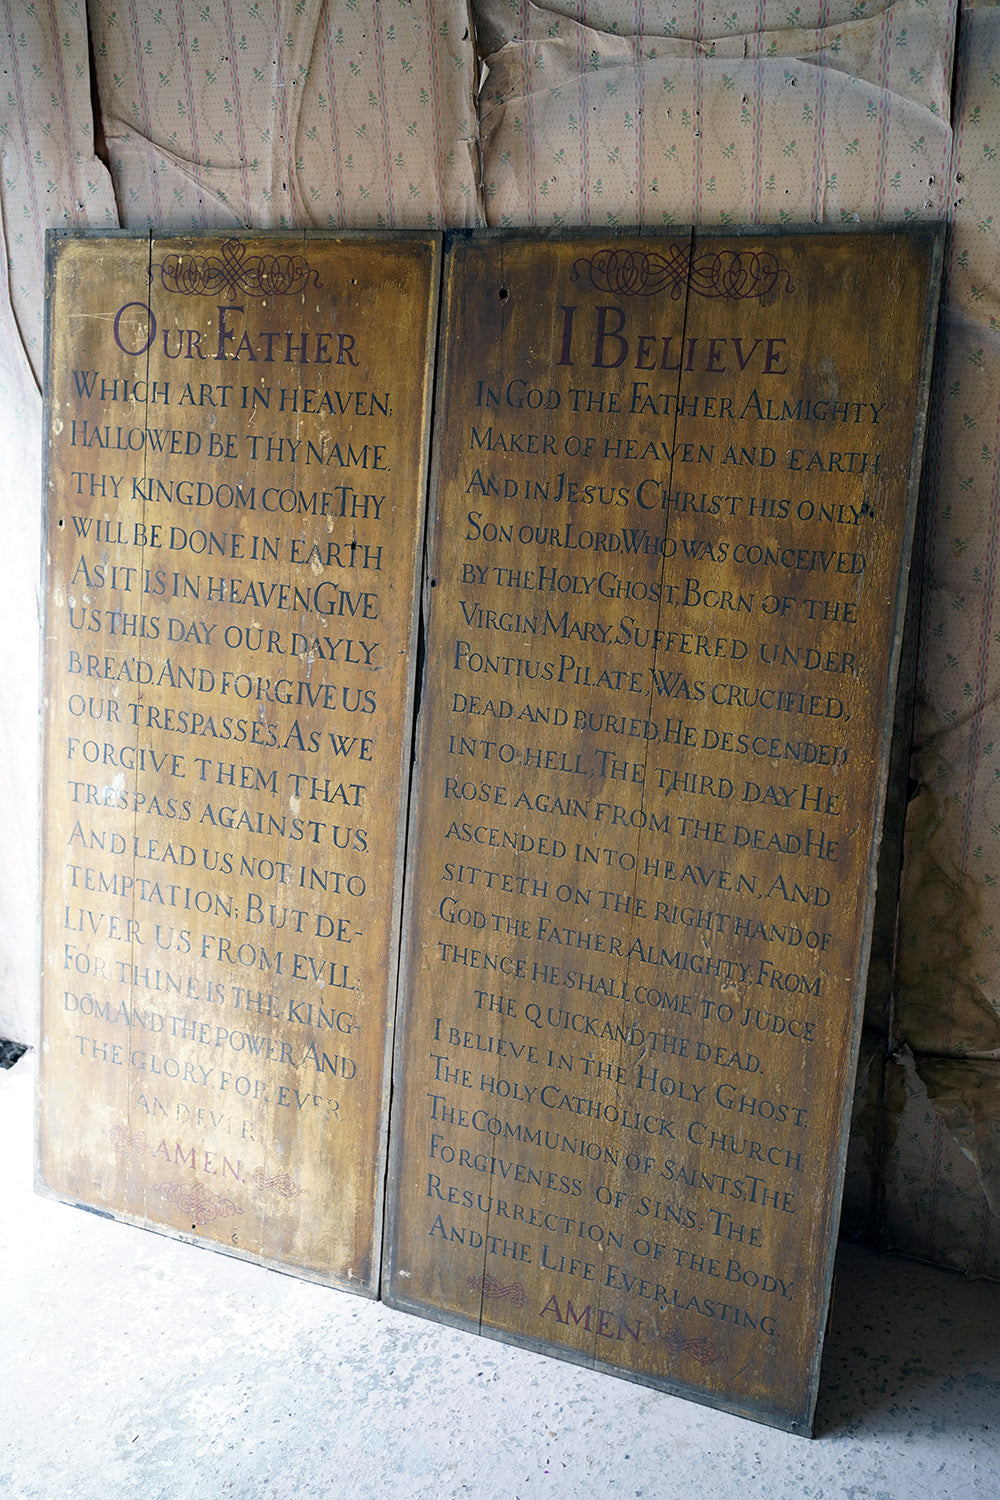 OUR FATHER
WHICH ART IN HEAVEN;
HALLOWED BE THY NAME.
THY KINGDOM COME, THY
WILL BE DONE IN EARTH
AS IT IS IN HEAVEN. GIVE
US THIS DAY OUR DAYLY,
BREAD. AND FORGIVE US
OUR TRESPASSES, AS WE
FORGIVE THEM THAT
TRESPASS AGAINST US
AND LEAD US NOT INTO
TEMPTATION; BUT DE-
LIVER US FROM EVIL;
FOR THINE IS THE KING-
DOM, AND THE POWER, AND
THE GLORY, FOR EVER
AND EVER.
AMEN.
I BELIEVE
IN GOD THE FATHER ALMIGHTY
MAKER OF HEAVEN AND EARTH
AND IN JESUS CHRIST HIS ONLY
SON OUR LORD, WHO WAS CONCEIVED
BY THE HOLY GHOST, BORN OF THE
VIRGIN MARY, SUFFERED UNDER
PONTIUS PILATE, WAS CRUCIFIED,
DEAD AND BURIED, HE DESCENDED
INTO HELL; THE THIRD DAY HE
ROSE AGAIN FROM THE DEAD HE
ASCENDED INTO HEAVEN, AND
SITTETH ON THE RIGHT HAND OF
GOD THE FATHER ALMIGHTY; FROM
THENCE HE SHALL COME TO JUDGE
THE QUICK AND THE DEAD.
I BELIEVE IN THE HOLY GHOST,
THE HOLY CATHOLICK CHURCH
THE COMMUNION OF SAINTS, THE
FORGIVENESS OF SINS; THE
RESURRECTION OF THE BODY,
AND THE LIFE EVERLASTING.
AMEN.